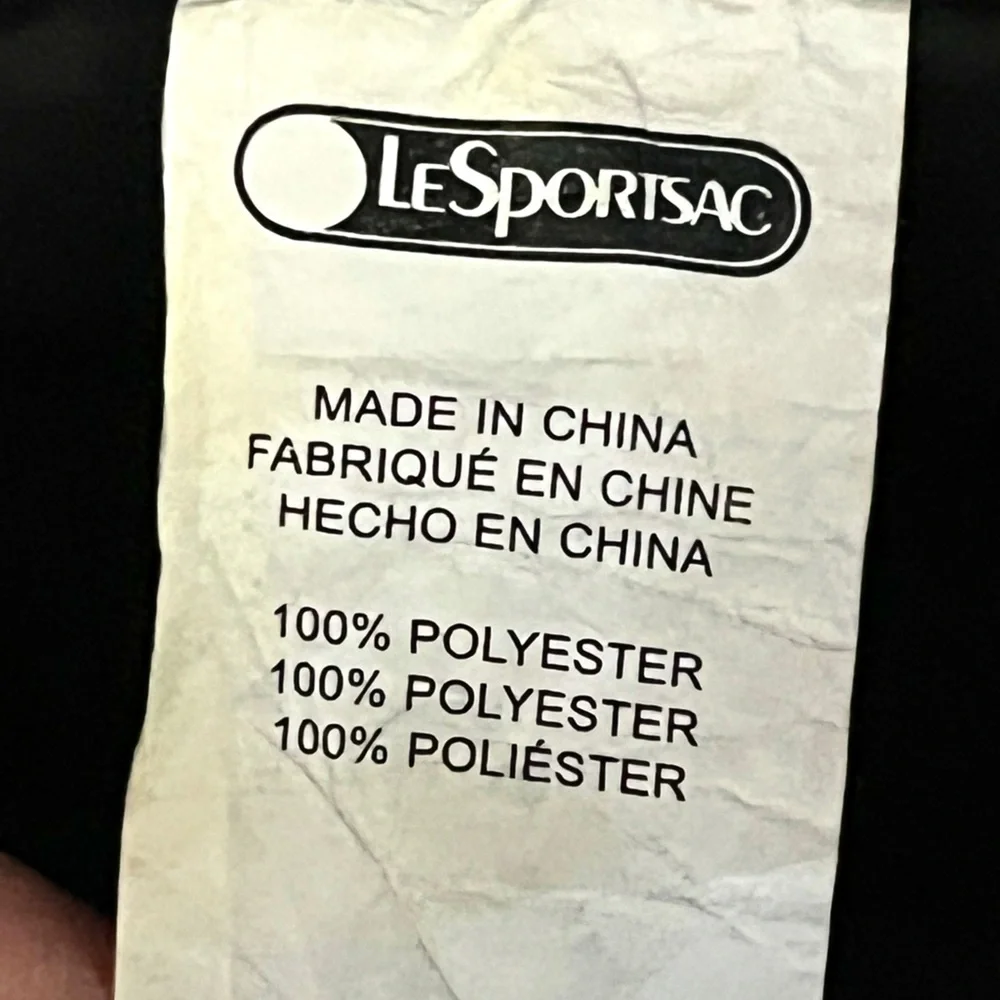 LESPORTSAC
MADE IN CHINA
FABRIQUÉ EN CHINE
HECHO EN CHINA
100% POLYESTER
100% POLYESTER
100% POLIÉSTER